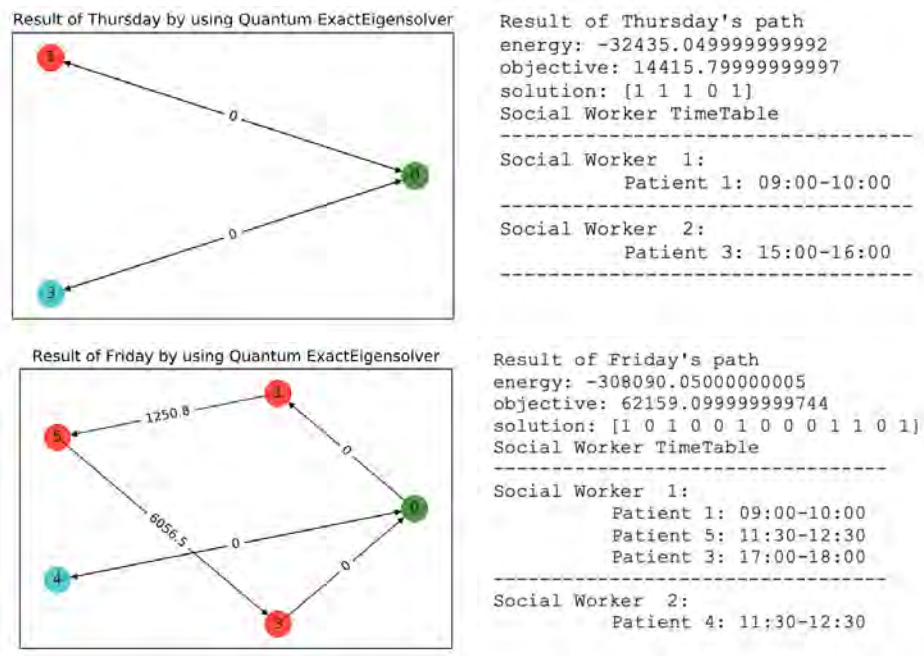 Result of Thursday by using Quantum ExactEigensolver
0
0
0
3
Result of Thursday's path
energy: -32435.049999999992
objective: 14415.79999999997
solution: [1 1 1 0 1]
Social Worker TimeTable
-----------------------------------
Social Worker  1:
Patient 1: 09:00-10:00
-----------------------------------
Social Worker  2:
Patient 3: 15:00-16:00
-----------------------------------
Result of Friday by using Quantum ExactEigensolver
1
1250.8
5
0
0
6056.5
0
4
0
3
Result of Friday's path
energy: -308090.05000000005
objective: 62159.099999999744
solution: [1 0 1 0 0 1 0 0 0 1 1 0 1]
Social Worker TimeTable
-----------------------------------
Social Worker  1:
Patient 1: 09:00-10:00
Patient 5: 11:30-12:30
Patient 3: 17:00-18:00
-----------------------------------
Social Worker  2:
Patient 4: 11:30-12:30